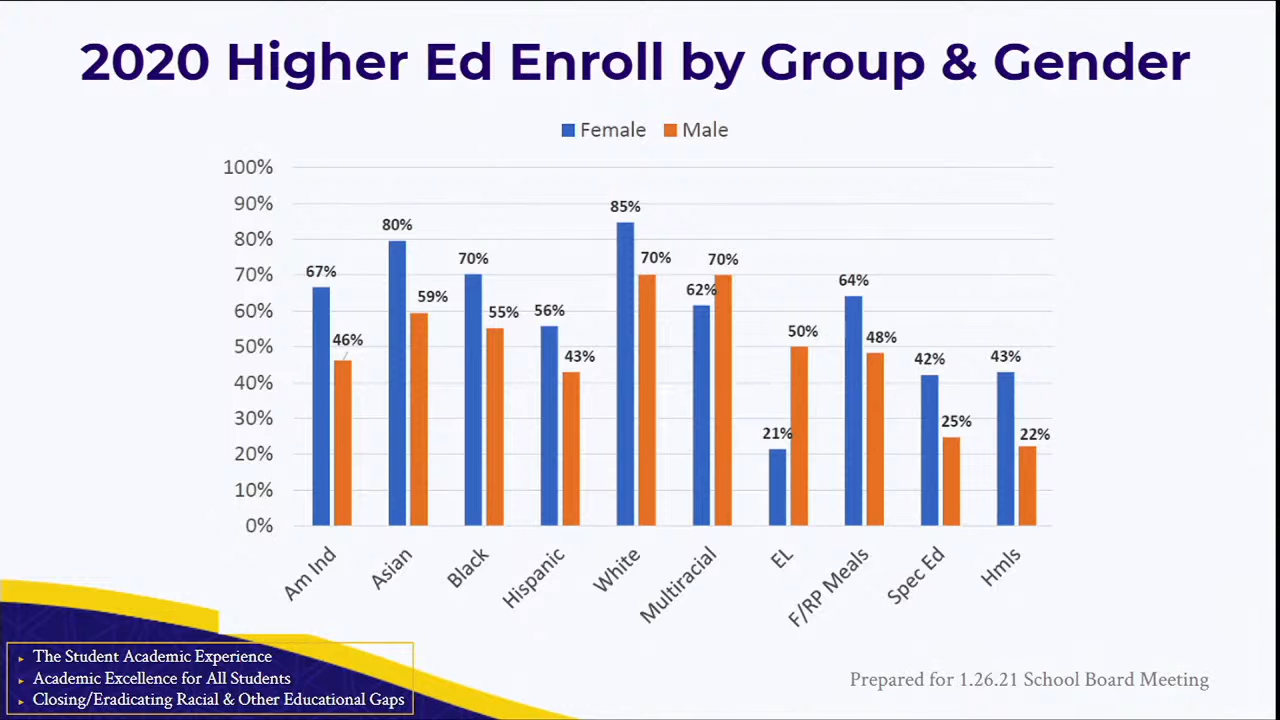 2020 Higher Ed Enroll by Group & Gender
Female Male
100%
90%
80%
70%
60%
50%
40%
30%
20%
10%
0%
67% 46%
80% 59%
70% 55%
56% 43%
85% 70%
62% 70%
21% 50%
64% 48%
42% 25%
43% 22%
Am Ind
Asian
Black
Hispanic
White
Multiracial
EL
F/RP Meals
Spec Ed
Hmls
▸ The Student Academic Experience
▸ Academic Excellence for All Students
▸ Closing/Eradicating Racial & Other Educational Gaps
Prepared for 1.26.21 School Board Meeting